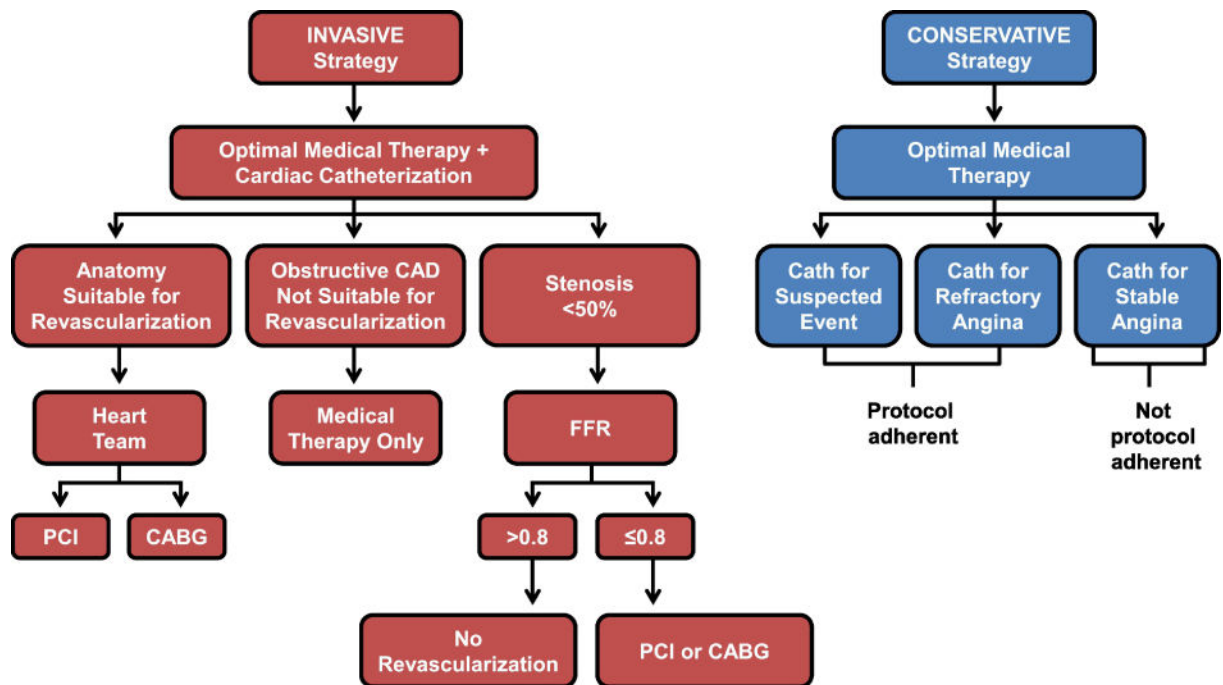 INVASIVE
Strategy
Optimal Medical Therapy +
Cardiac Catheterization
Anatomy
Suitable for
Revascularization
Obstructive CAD
Not Suitable for
Revascularization
Stenosis
<50%
Heart
Team
Medical
Therapy Only
FFR
PCI
CABG
>0.8
≤0.8
No
Revascularization
PCI or CABG
CONSERVATIVE
Strategy
Optimal Medical
Therapy
Cath for
Suspected
Event
Cath for
Refractory
Angina
Cath for
Stable
Angina
Protocol
adherent
Not
protocol
adherent